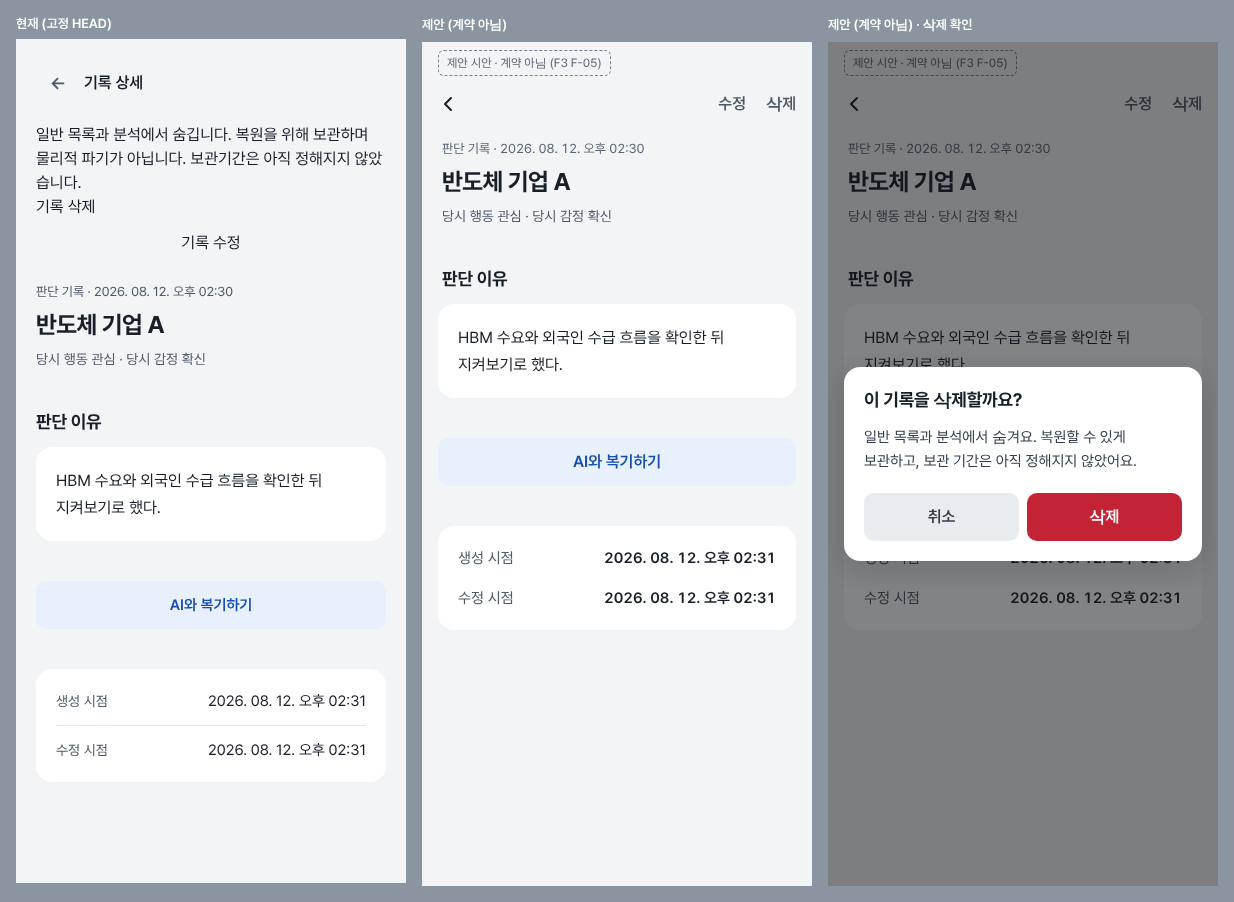 현재 (고정 HEAD)
기록 상세
일반 목록과 분석에서 숨깁니다. 복원을 위해 보관하며
물리적 파기가 아닙니다. 보관기간은 아직 정해지지 않았
습니다.
기록 삭제
기록 수정
판단 기록 · 2026. 08. 12. 오후 02:30
반도체 기업 A
당시 행동 관심 · 당시 감정 확신
판단 이유
HBM 수요와 외국인 수급 흐름을 확인한 뒤
지켜보기로 했다.
AI와 복기하기
생성 시점 2026. 08. 12. 오후 02:31
수정 시점 2026. 08. 12. 오후 02:31
제안 (계약 아님)
제안 시안 · 계약 아님 (F3 F-05)
수정 삭제
판단 기록 · 2026. 08. 12. 오후 02:30
반도체 기업 A
당시 행동 관심 · 당시 감정 확신
판단 이유
HBM 수요와 외국인 수급 흐름을 확인한 뒤
지켜보기로 했다.
AI와 복기하기
생성 시점 2026. 08. 12. 오후 02:31
수정 시점 2026. 08. 12. 오후 02:31
제안 (계약 아님) · 삭제 확인
제안 시안 · 계약 아님 (F3 F-05)
수정 삭제
판단 기록 · 2026. 08. 12. 오후 02:30
반도체 기업 A
당시 행동 관심 · 당시 감정 확신
판단 이유
HBM 수요와 외국인 수급 흐름을 확인한 뒤
지켜보기로 했다.
이 기록을 삭제할까요?
일반 목록과 분석에서 숨겨요. 복원할 수 있게
보관하고, 보관 기간은 아직 정해지지 않았어요.
취소 삭제
생성 시점 2026. 08. 12. 오후 02:31
수정 시점 2026. 08. 12. 오후 02:31